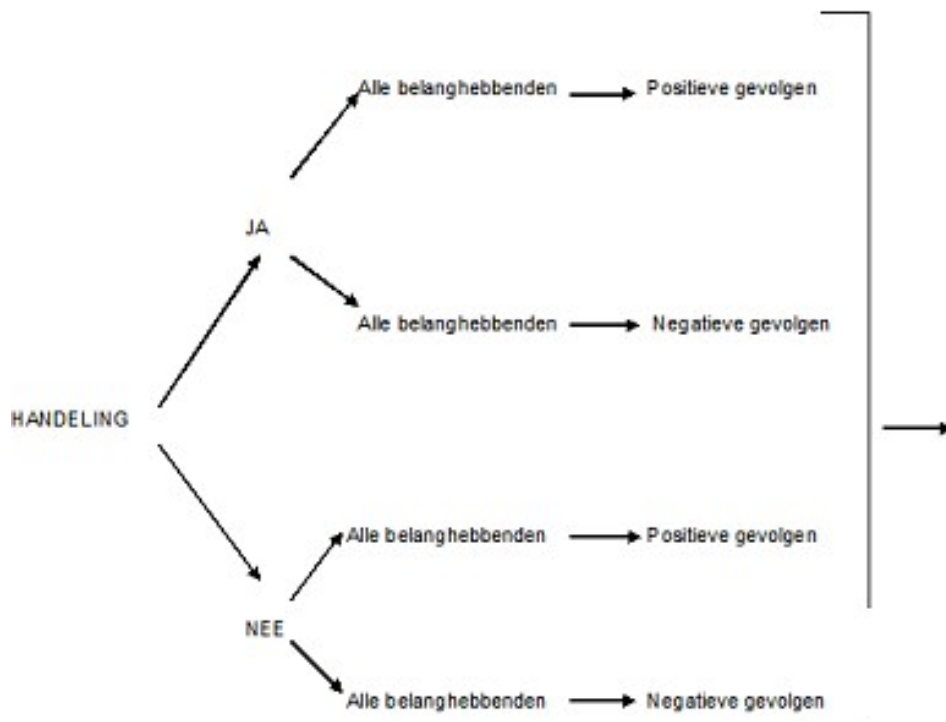 Alle belanghebbenden Positieve gevolgen
JA
Alle belanghebbenden Negatieve gevolgen
HANDELING
Alle belanghebbenden Positieve gevolgen
NEE
Alle belanghebbenden Negatieve gevolgen